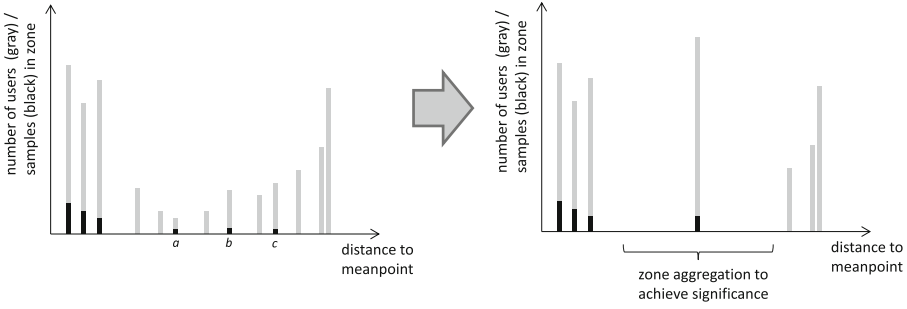 number of users (gray) /
samples (black) in zone
a
b
c
distance to
meanpoint
number of users (gray) /
samples (black) in zone
distance to
meanpoint
zone aggregation to
achieve significance